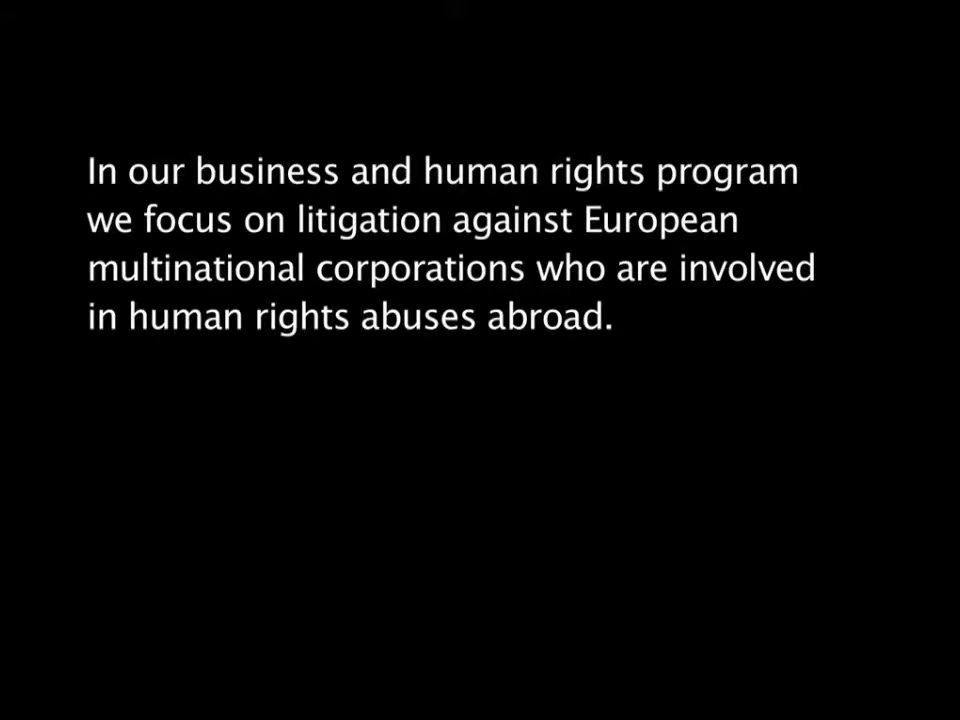 In our business and human rights program
we focus on litigation against European
multinational corporations who are involved
in human rights abuses abroad.